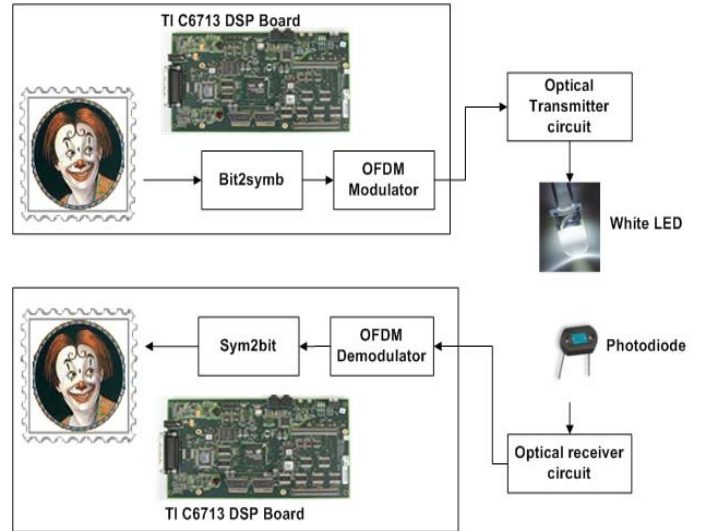 TI C6713 DSP Board
Bit2symb
OFDM
Modulator
Optical
Transmitter
circuit
White LED
Sym2bit
OFDM
Demodulator
Photodiode
Optical receiver
circuit
TI C6713 DSP Board